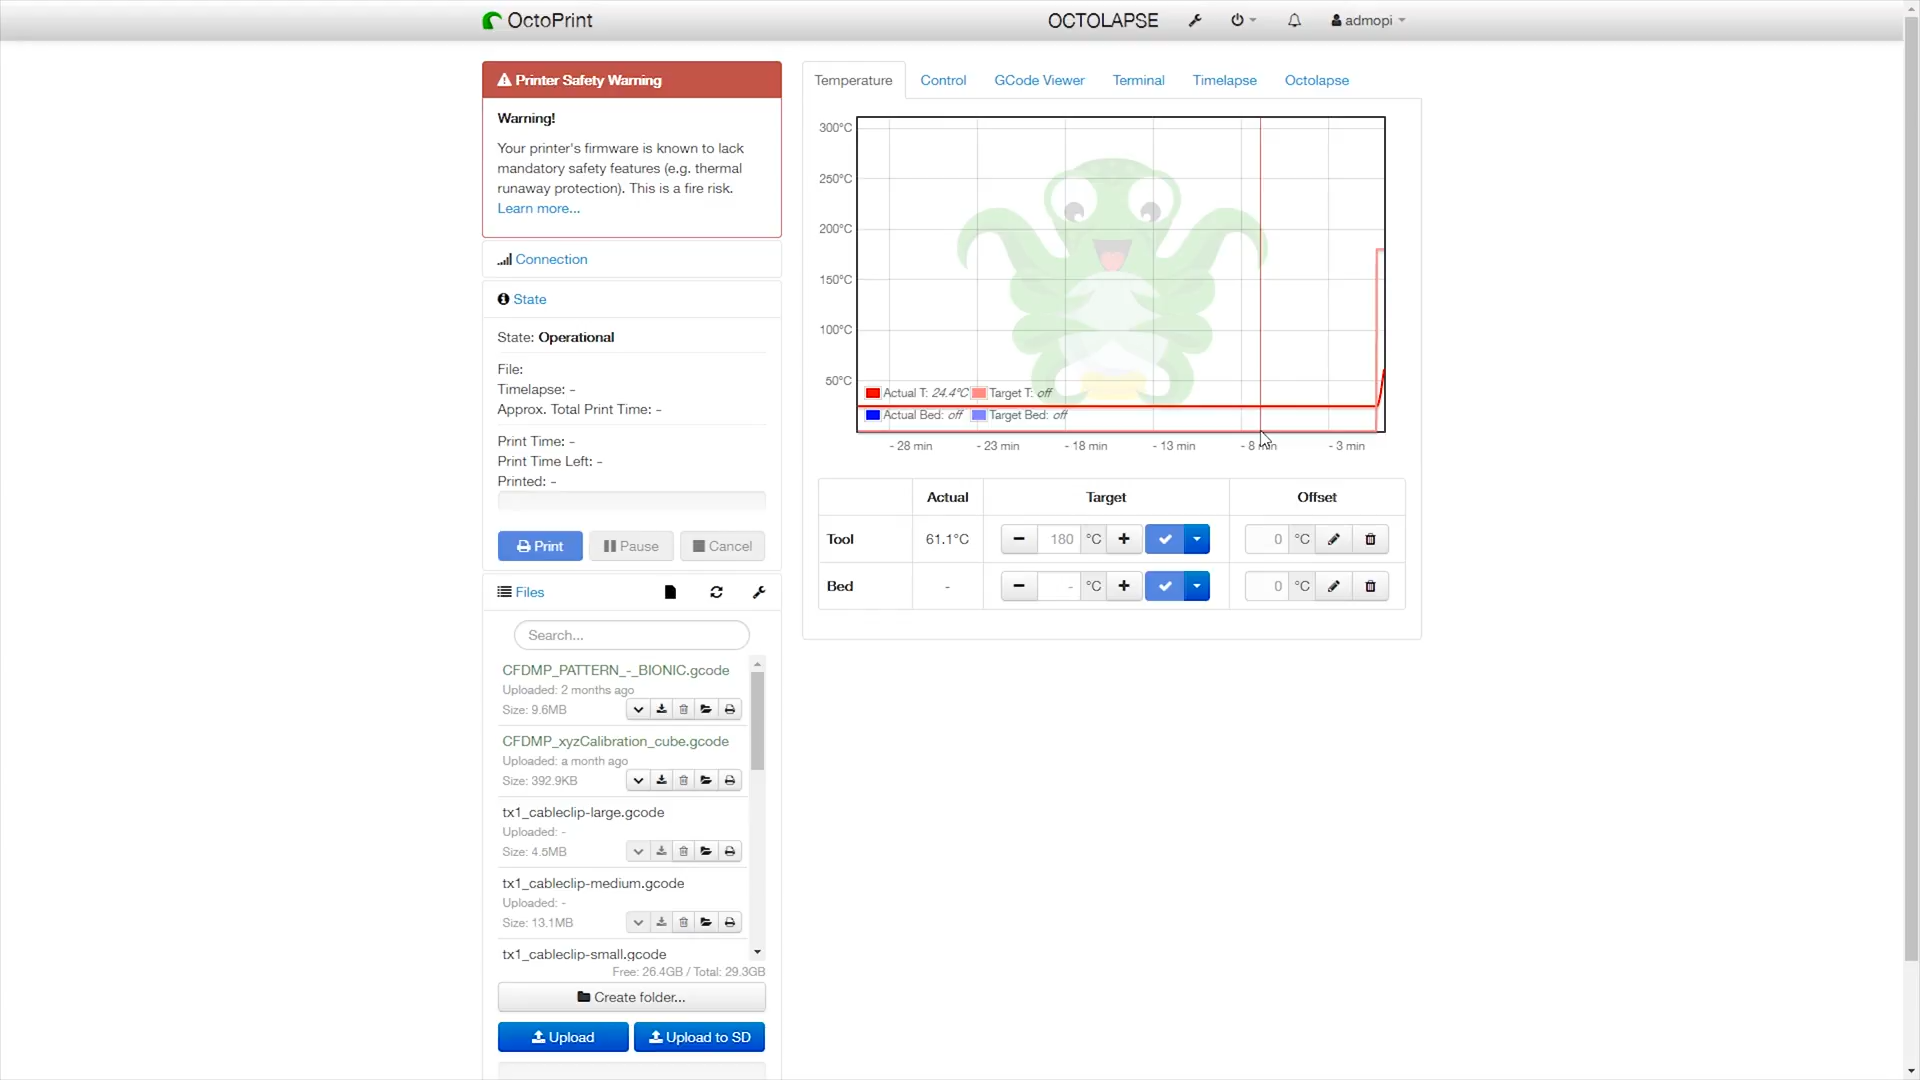 OctoPrint
OCTOLAPSE
admopi
Printer Safety Warning
Warning!
Your printer's firmware is known to lack
mandatory safety features (e.g. thermal
runaway protection). This is a fire risk.
Learn more...
Connection
State
State: Operational
File:
Timelapse: -
Approx. Total Print Time: -
Print Time: -
Print Time Left: -
Printed: -
Print
Pause
Cancel
Files
Search...
CFDMP_PATTERN_-_BIONIC.gcode
Uploaded: 2 months ago
Size: 9.6MB
CFDMP_xyzCalibration_cube.gcode
Uploaded: a month ago
Size: 392.9KB
tx1_cableclip-large.gcode
Uploaded: -
Size: 4.5MB
tx1_cableclip-medium.gcode
Uploaded: -
Size: 13.1MB
tx1_cableclip-small.gcode
Free: 26.4GB / Total: 29.3GB
Create folder...
Upload
Upload to SD
Temperature
Control
GCode Viewer
Terminal
Timelapse
Octolapse
300°C
250°C
200°C
150°C
100°C
50°C
Actual T: 24.4°C Target T: off
Actual Bed: off Target Bed: off
- 28 min
- 23 min
- 18 min
- 13 min
- 8 min
- 3 min
Actual Target Offset
Tool 61.1°C 180 °C 0 °C
Bed - - °C 0 °C